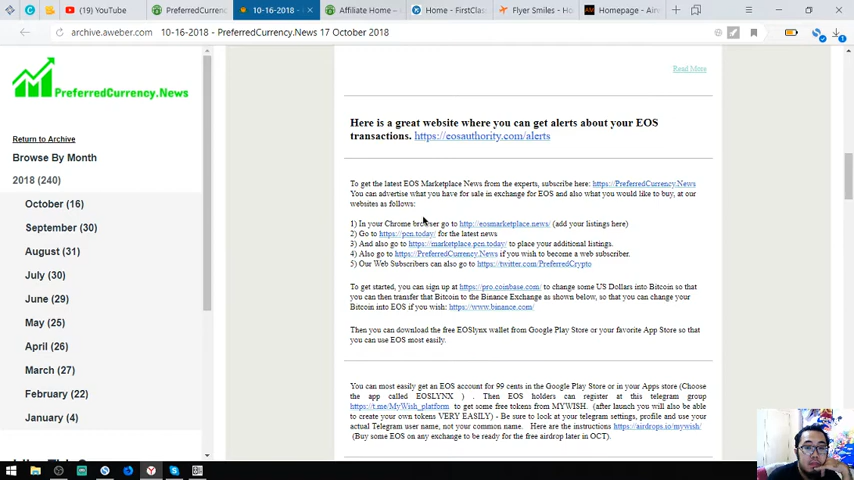 (19) YouTube
PreferredCurrenc
10-16-2018 -
Affiliate Home –
Home - FirstClass
Flyer Smiles - Ho
Homepage - Aire
archive.aweber.com 10-16-2018 - PreferredCurrency.News 17 October 2018
PreferredCurrency.News
Return to Archive
Browse By Month
2018 (240)
October (16)
September (30)
August (31)
July (30)
June (29)
May (25)
April (26)
March (27)
February (22)
January (4)
Read More
Here is a great website where you can get alerts about your EOS
transactions. https://eosauthority.com/alerts
To get the latest EOS Marketplace News from the experts, subscribe here: https://PreferredCurrency.News
You can advertise what you have for sale in exchange for EOS and also what you would like to buy, at our
websites as follows:
1) In your Chrome browser go to http://eosmarketplace.news/ (add your listings here)
2) Go to https://pcn.today/ for the latest news
3) And also go to https://marketplace.pcn.today/ to place your additional listings.
4) Also go to https://PreferredCurrency.News if you wish to become a web subscriber.
5) Our Web Subscribers can also go to https://twitter.com/PreferredCrypto
To get started, you can sign up at https://pro.coinbase.com/ to change some US Dollars into Bitcoin so
that you can then transfer that Bitcoin to the Binance Exchange as shown below, so that you can change your
Bitcoin into EOS if you wish: https://www.binance.com/
Then you can download the free EOSlynx wallet from Google Play Store or your favorite App Store so that
you can use EOS most easily.
You can most easily get an EOS account for 99 cents in the Google Play Store or in your Apps store (Choose
the app called EOSLYNX ) . Then EOS holders can register at this telegram group
https://t.me/MyWish_platform to get some free tokens from MYWISH. (after launch you will also be able
to create your own tokens VERY EASILY) - Be sure to look at your telegram settings, profile and use your
actual Telegram user name, not your common name. Here are the instructions https://airdrops.io/mywish/
(Buy some EOS on any exchange to be ready for the free airdrop later in OCT).